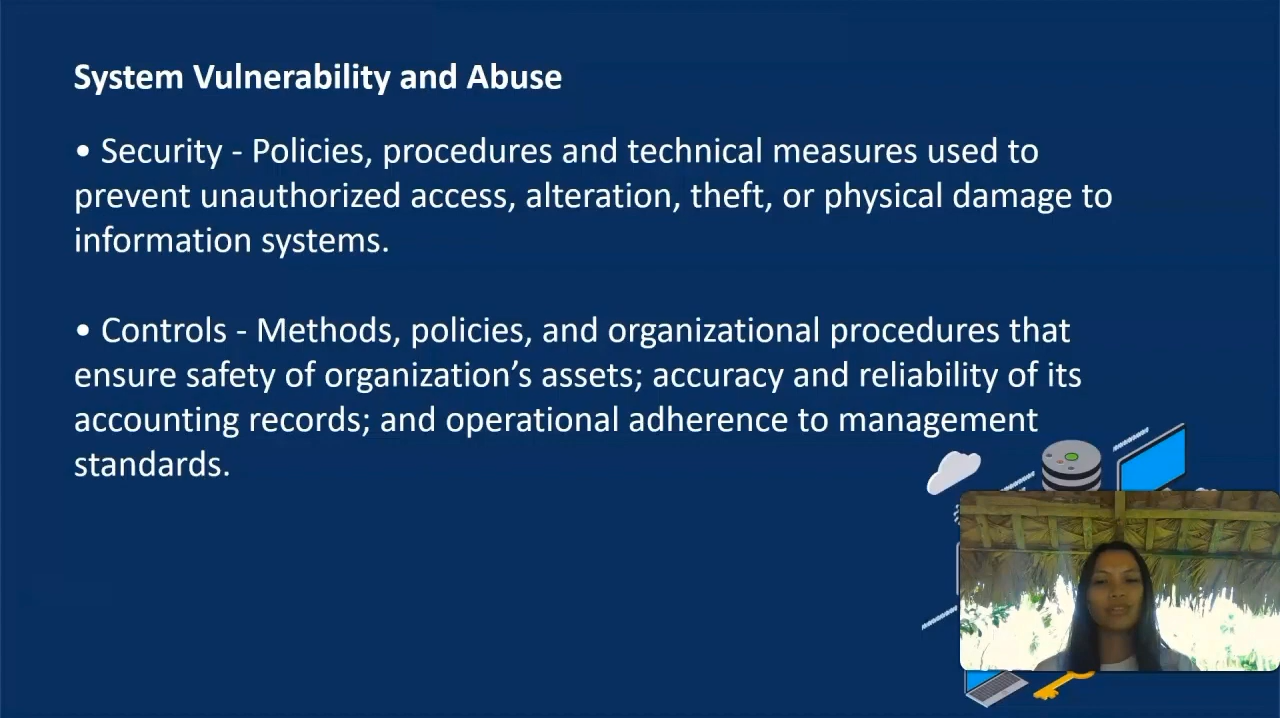 System Vulnerability and Abuse
• Security - Policies, procedures and technical measures used to
prevent unauthorized access, alteration, theft, or physical damage to
information systems.
• Controls - Methods, policies, and organizational procedures that
ensure safety of organization’s assets; accuracy and reliability of its
accounting records; and operational adherence to management
standards.